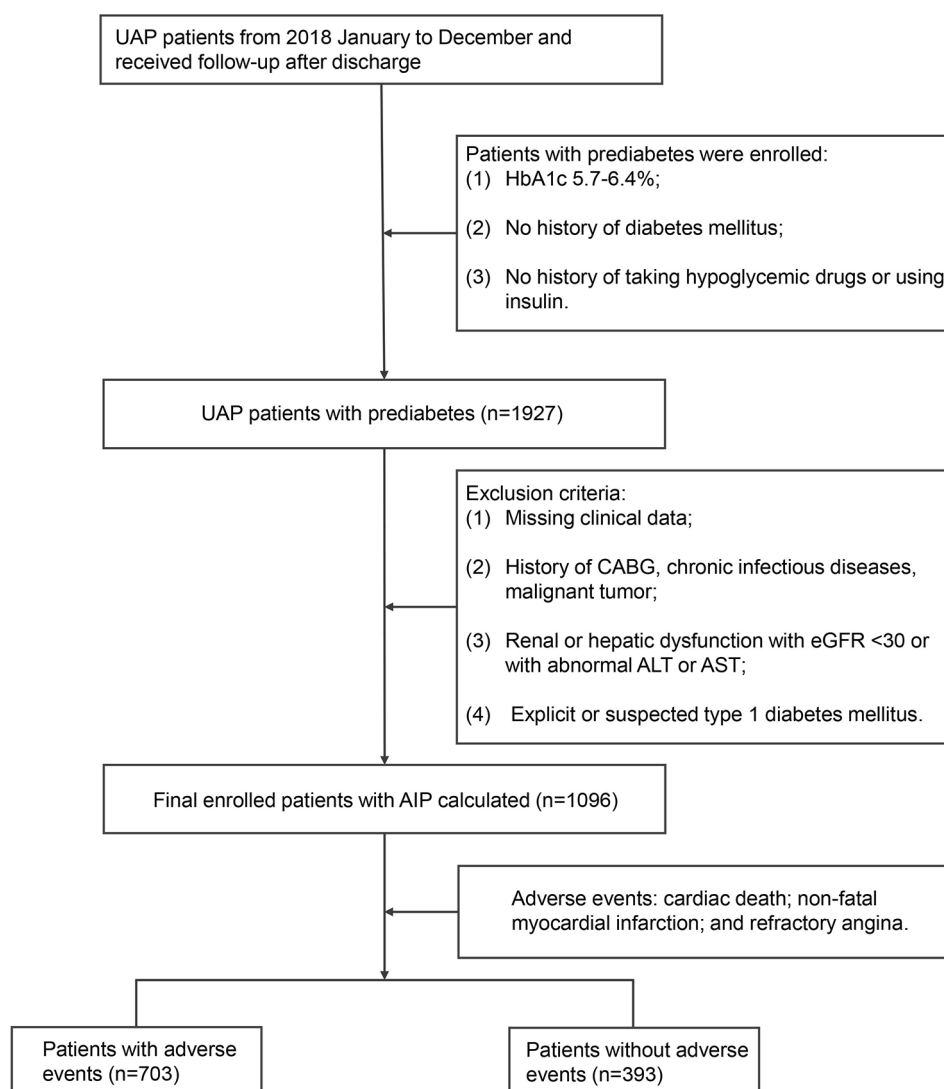 UAP patients from 2018 January to December and
received follow-up after discharge
Patients with prediabetes were enrolled:
(1) HbA1c 5.7-6.4%;
(2) No history of diabetes mellitus;
(3) No history of taking hypoglycemic drugs or using
insulin.
UAP patients with prediabetes (n=1927)
Exclusion criteria:
(1) Missing clinical data;
(2) History of CABG, chronic infectious diseases,
malignant tumor;
(3) Renal or hepatic dysfunction with eGFR <30 or
with abnormal ALT or AST;
(4) Explicit or suspected type 1 diabetes mellitus.
Final enrolled patients with AIP calculated (n=1096)
Adverse events: cardiac death; non-fatal
myocardial infarction; and refractory angina.
Patients with adverse
events (n=703)
Patients without adverse
events (n=393)